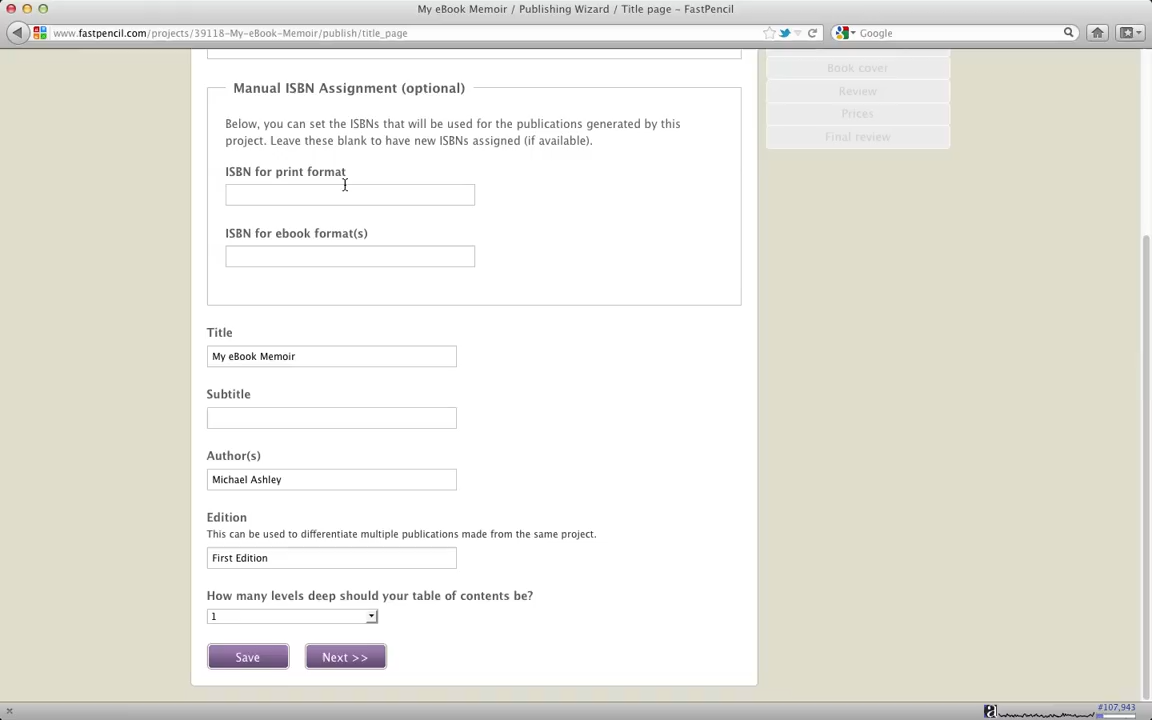 My eBook Memoir / Publishing Wizard / Title page – FastPencil
www.fastpencil.com/projects/39118-My-eBook-Memoir/publish/title_page
Google
Book cover
Review
Prices
Final review
Manual ISBN Assignment (optional)
Below, you can set the ISBNs that will be used for the publications generated by this
project. Leave these blank to have new ISBNs assigned (if available).
ISBN for print format
ISBN for ebook format(s)
Title
My eBook Memoir
Subtitle
Author(s)
Michael Ashley
Edition
This can be used to differentiate multiple publications made from the same project.
First Edition
How many levels deep should your table of contents be?
1
Save
Next >>
a
#107,943